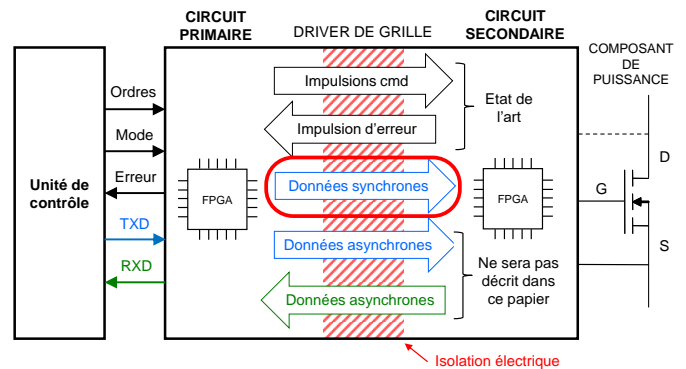 CIRCUIT
PRIMAIRE
DRIVER DE GRILLE
CIRCUIT
SECONDAIRE
COMPOSANT
DE
PUISSANCE
Impulsions cmd
Impulsion d'erreur
Etat de
l'art
Ordres
Mode
Erreur
TXD
RXD
Unité de
contrôle
FPGA
Données synchrones
FPGA
Données asynchrones
Données asynchrones
Ne sera pas
décrit dans
ce papier
D
G
S
Isolation électrique